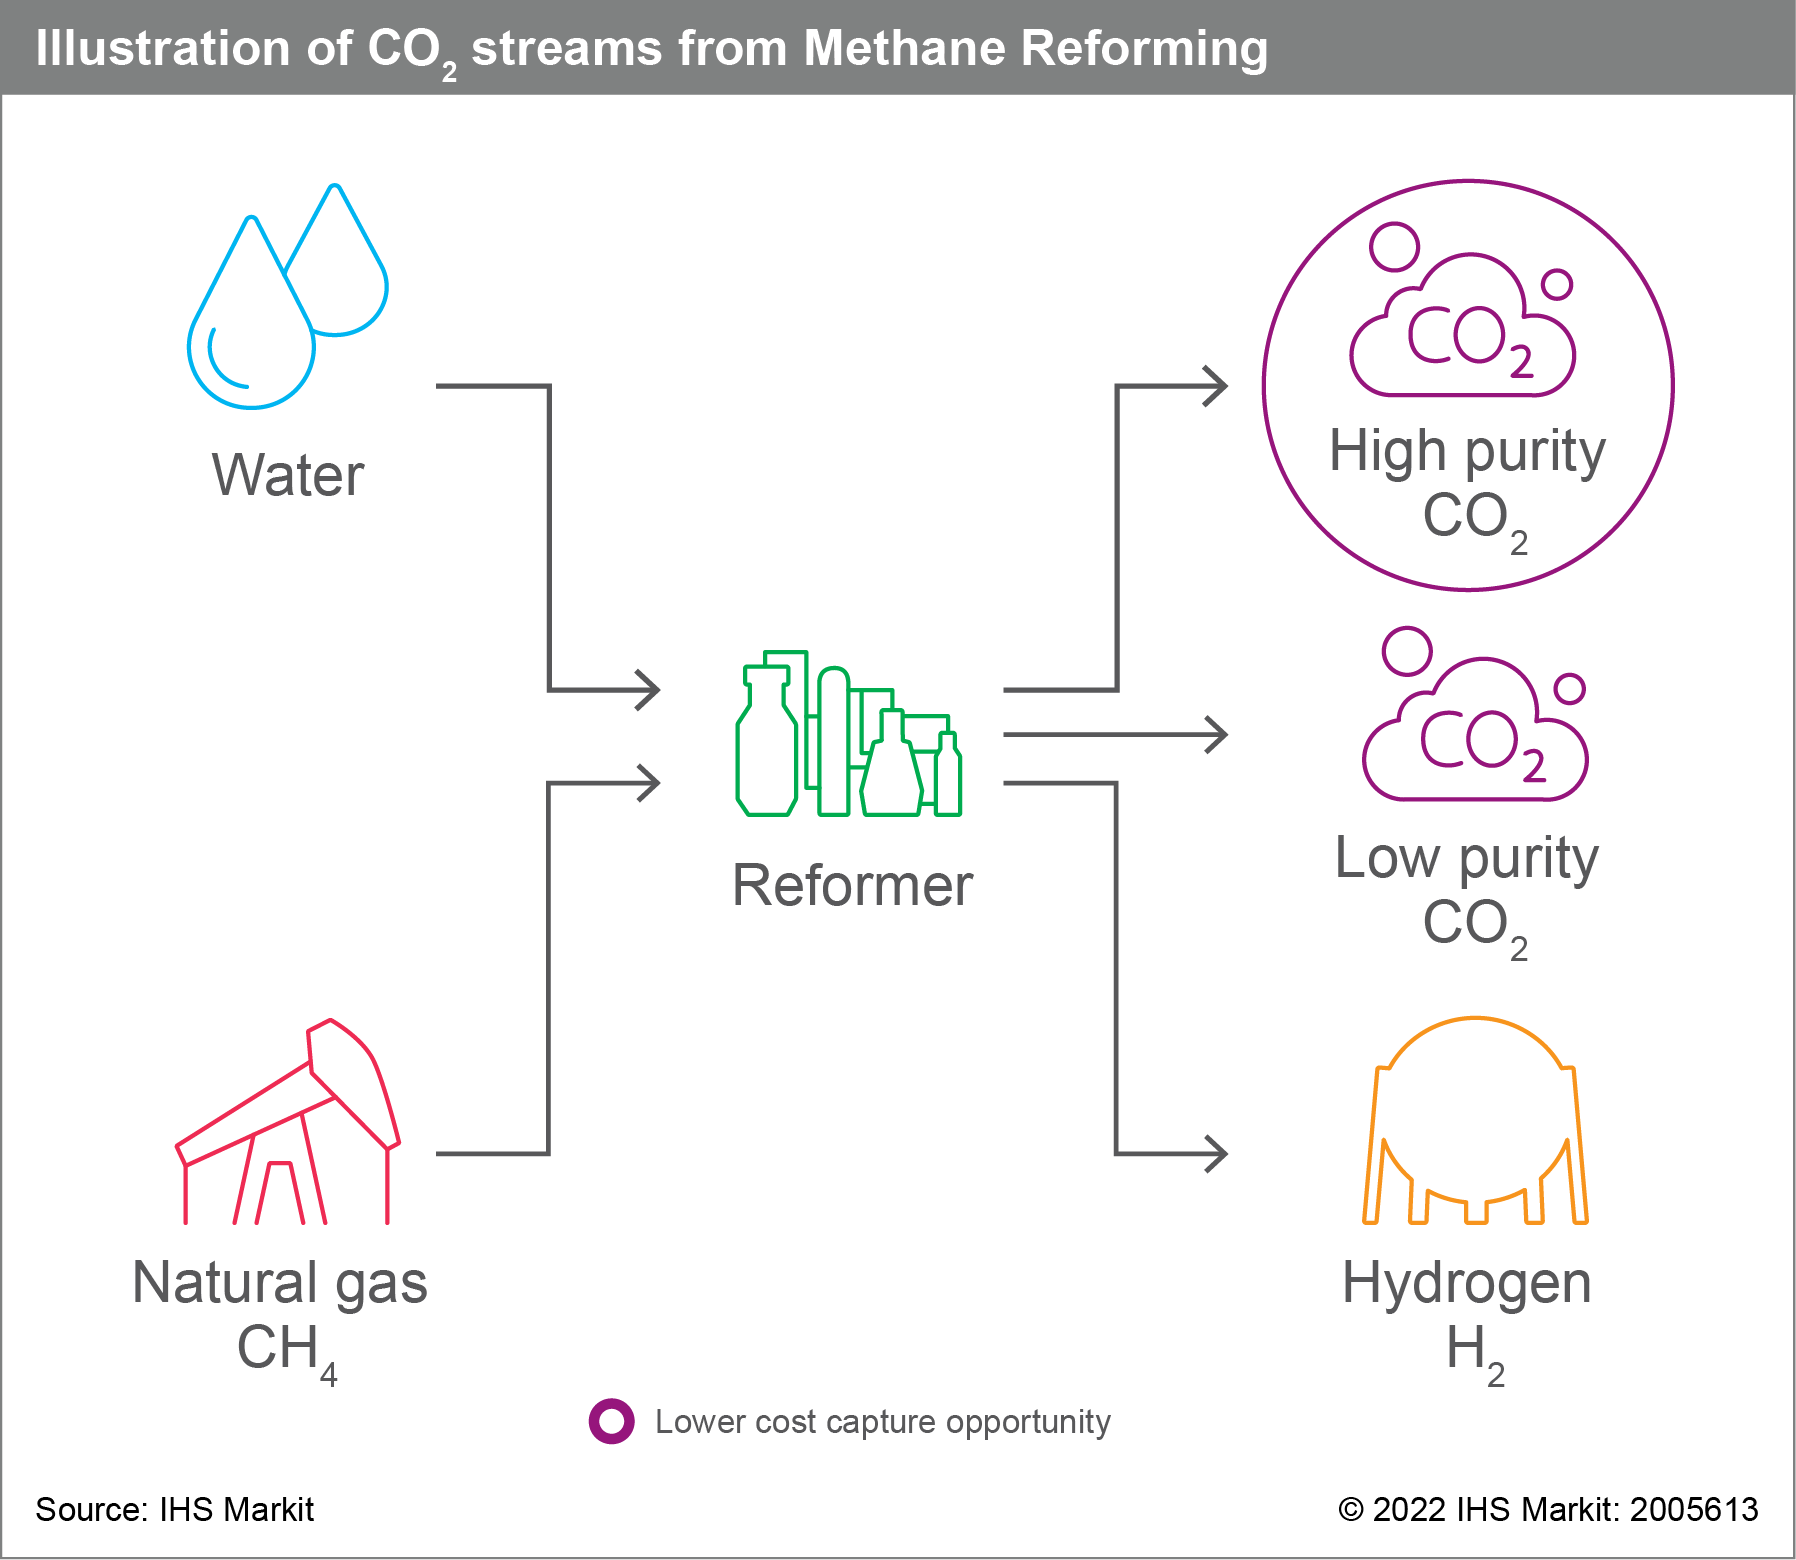 Illustration of CO₂ streams from Methane Reforming
Water
CO₂
High purity
CO₂
CO₂
Low purity
CO₂
Reformer
Natural gas
CH₄
Hydrogen
H₂
Lower cost capture opportunity
Source: IHS Markit
© 2022 IHS Markit: 2005613